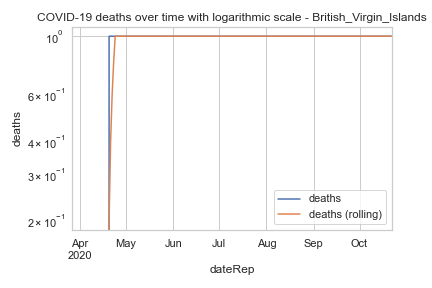 COVID-19 deaths over time with logarithmic scale - British_Virgin_Islands
10⁰
6 × 10⁻¹
4 × 10⁻¹
3 × 10⁻¹
2 × 10⁻¹
deaths
deaths
deaths (rolling)
Apr May Jun Jul Aug Sep Oct
2020
dateRep